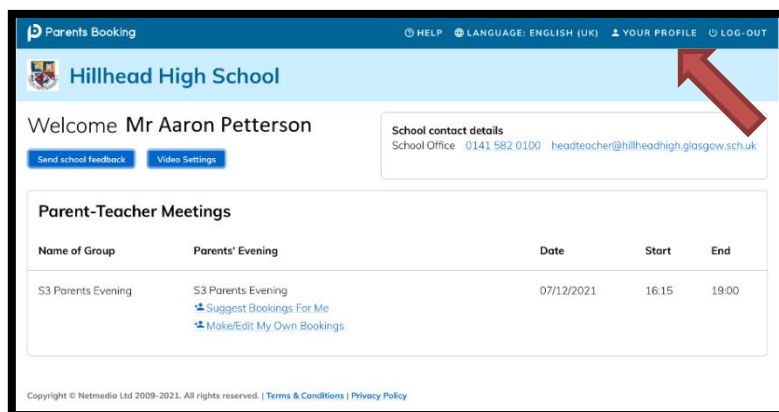 Parents Booking
HELP LANGUAGE: ENGLISH (UK) YOUR PROFILE LOG-OUT
Hillhead High School
Welcome Mr Aaron Petterson
Send school feedback Video Settings
School contact details
School Office 0141 582 0100 headteacher@hillheadhigh.glasgow.sch.uk
Parent-Teacher Meetings
Name of Group Parents' Evening Date Start End
S3 Parents Evening S3 Parents Evening 07/12/2021 16:15 19:00
Suggest Bookings For Me
Make/Edit My Own Bookings
Copyright © Netmedia Ltd 2009-2021. All rights reserved. | Terms & Conditions | Privacy Policy